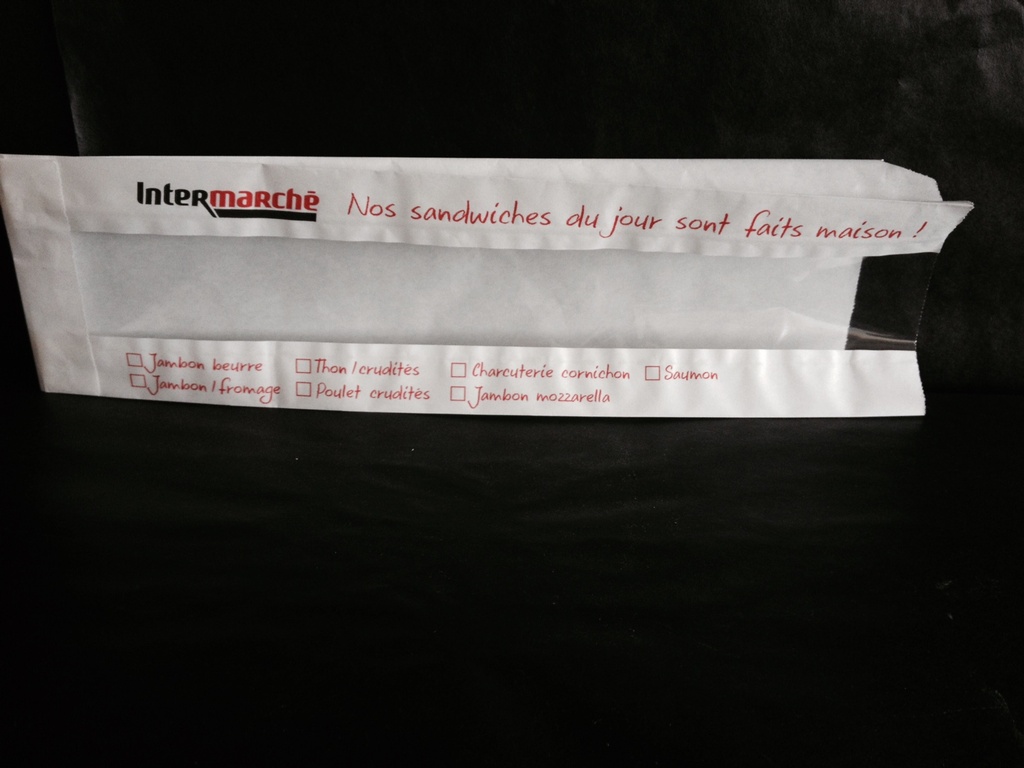 Intermarchē Nos sandwiches du jour sont faits maison !
Jambon beurre Thon / crudités Charcuterie cornichon Saumon
Jambon / fromage Poulet crudités Jambon mozzarella